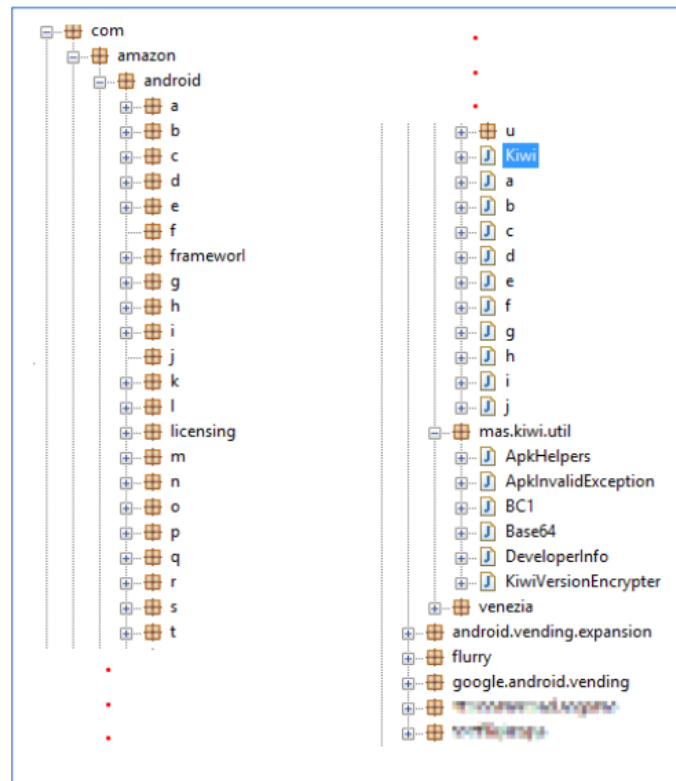 com
amazon
android
a
b
c
d
e
f
frameworl
g
h
i
j
k
l
licensing
m
n
o
p
q
r
s
t
u
Kiwi
a
b
c
d
e
f
g
h
i
j
mas.kiwi.util
ApkHelpers
ApkInvalidException
BC1
Base64
DeveloperInfo
KiwiVersionEncrypter
venezia
android.vending.expansion
flurry
google.android.vending